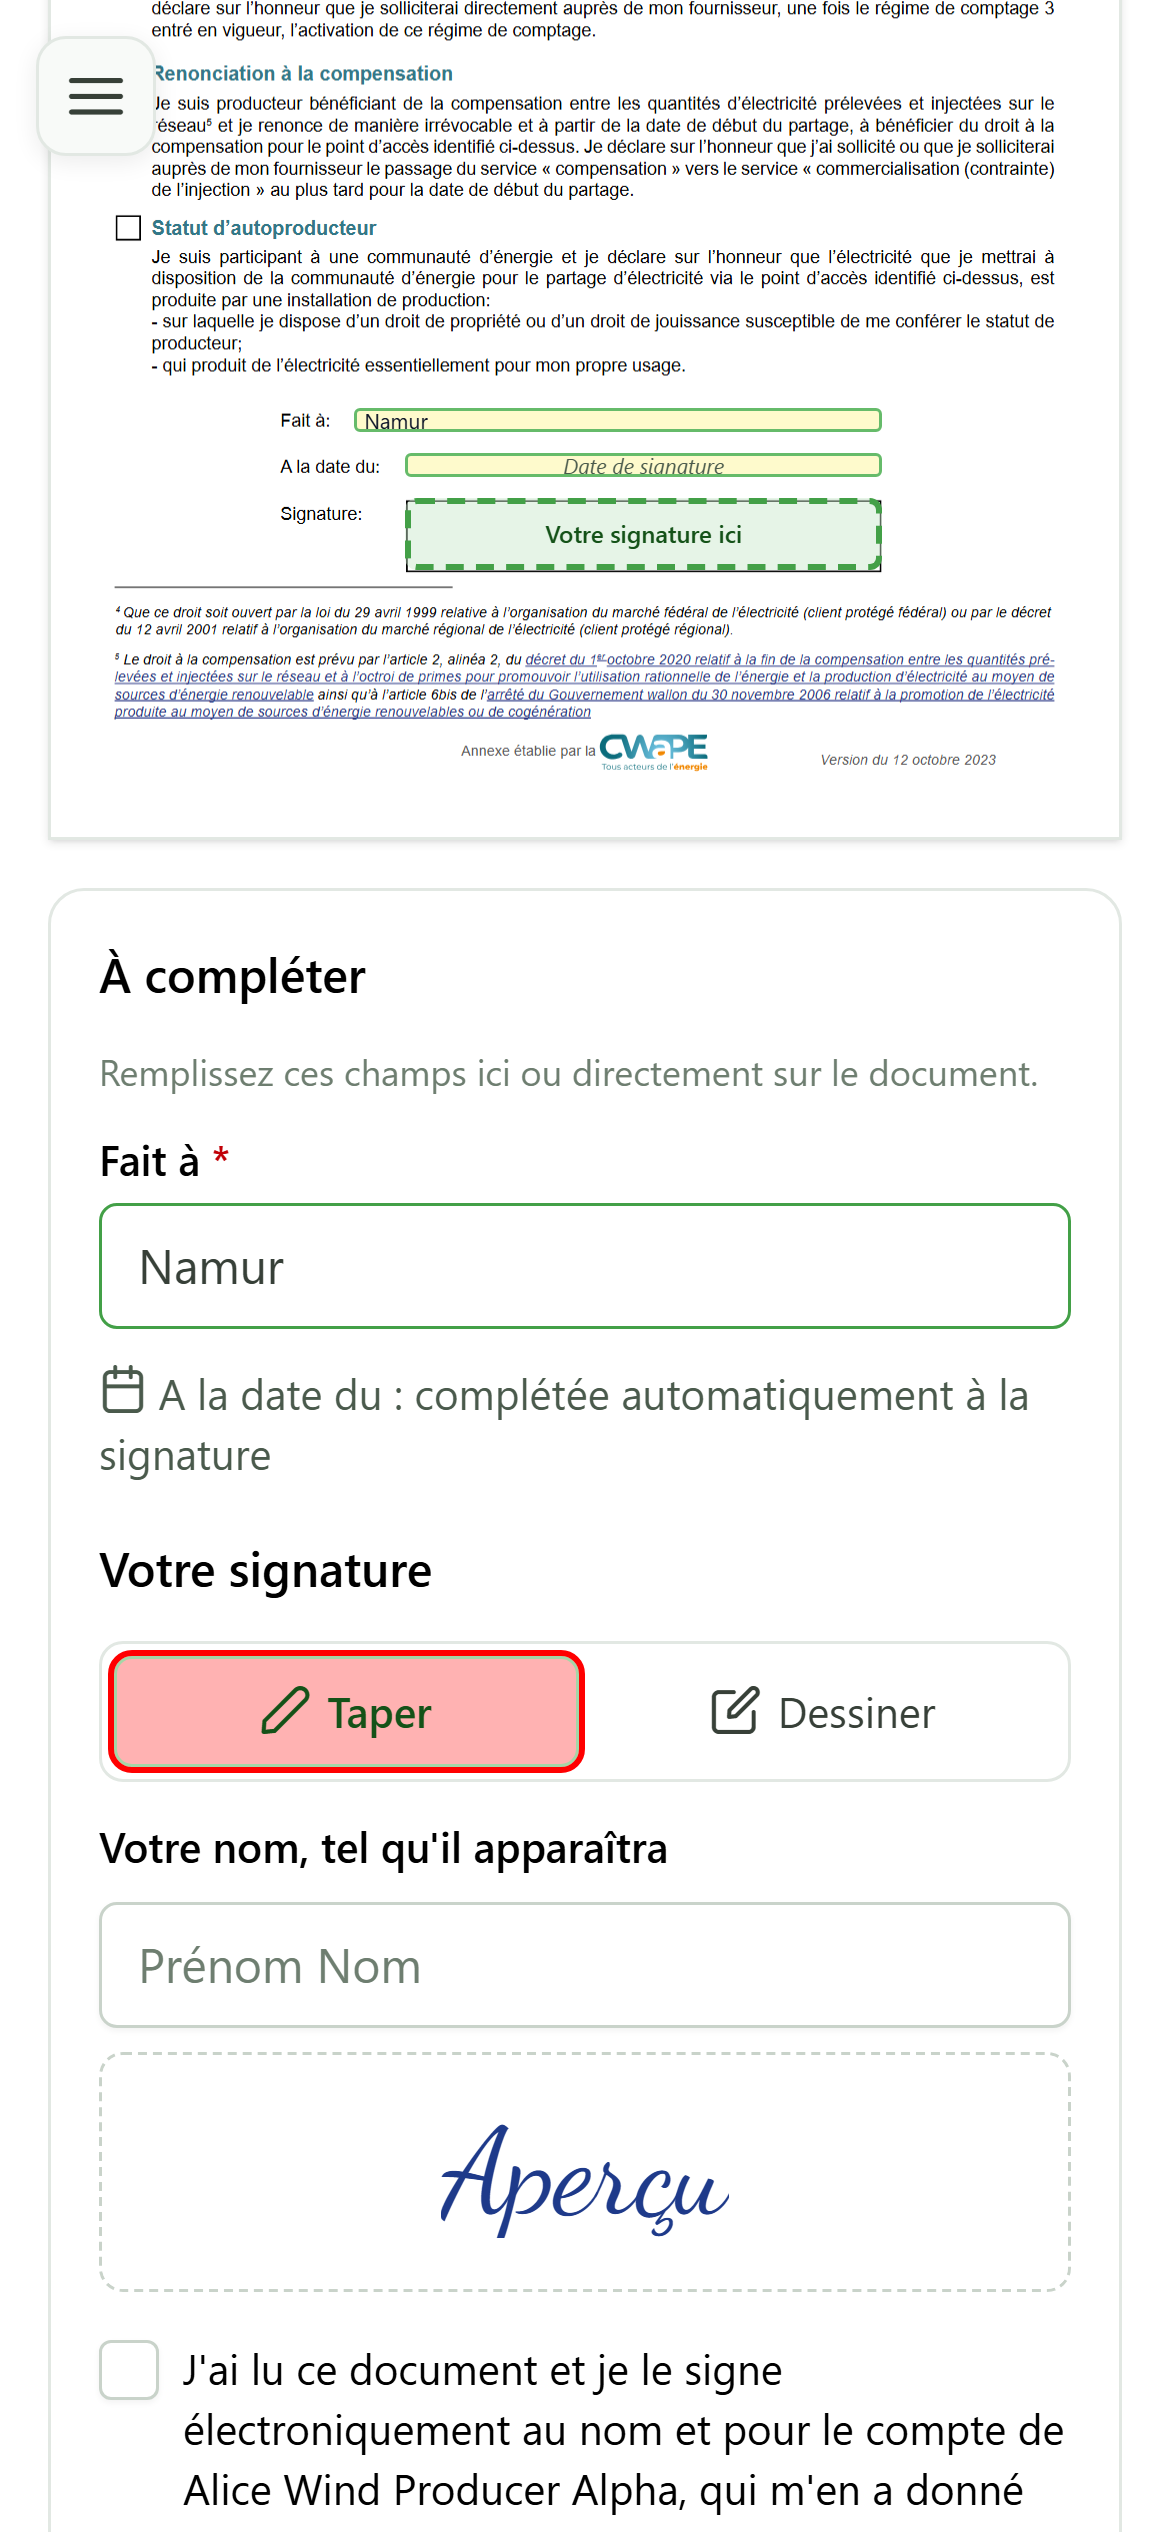 déclare sur l'honneur que je solliciterai directement auprès de mon fournisseur, une fois le régime de comptage 3
entré en vigueur, l'activation de ce régime de comptage.
Renonciation à la compensation
Je suis producteur bénéficiant de la compensation entre les quantités d'électricité prélevées et injectées sur le
réseau⁵ et je renonce de manière irrévocable et à partir de la date de début du partage, à bénéficier du droit à la
compensation pour le point d'accès identifié ci-dessus. Je déclare sur l'honneur que j'ai sollicité ou que je solliciterai
auprès de mon fournisseur le passage du service « compensation » vers le service « commercialisation (contrainte)
de l'injection » au plus tard pour la date de début du partage.
Statut d'autoproducteur
Je suis participant à une communauté d'énergie et je déclare sur l'honneur que l'électricité que je mettrai à
disposition de la communauté d'énergie pour le partage d'électricité via le point d'accès identifié ci-dessus, est
produite par une installation de production:
- sur laquelle je dispose d'un droit de propriété ou d'un droit de jouissance susceptible de me conférer le statut de
producteur;
- qui produit de l'électricité essentiellement pour mon propre usage.
Fait à: Namur
A la date du: Date de signature
Signature: Votre signature ici
⁴ Que ce droit soit ouvert par la loi du 29 avril 1999 relative à l'organisation du marché fédéral de l'électricité (client protégé fédéral) ou par le décret
du 12 avril 2001 relatif à l'organisation du marché régional de l'électricité (client protégé régional).
⁵ Le droit à la compensation est prévu par l'article 2, alinéa 2, du décret du 1er octobre 2020 relatif à la fin de la compensation entre les quantités pré-
levées et injectées sur le réseau et à l'octroi de primes pour promouvoir l'utilisation rationnelle de l'énergie et la production d'électricité au moyen de
sources d'énergie renouvelable ainsi qu'à l'article 6bis de l'arrêté du Gouvernement wallon du 30 novembre 2006 relatif à la promotion de l'électricité
produite au moyen de sources d'énergie renouvelables ou de cogénération
Annexe établie par la CWaPE
Tous acteurs de l'énergie
Version du 12 octobre 2023
À compléter
Remplissez ces champs ici ou directement sur le document.
Fait à *
Namur
A la date du : complétée automatiquement à la
signature
Votre signature
Taper
Dessiner
Votre nom, tel qu'il apparaîtra
Prénom Nom
Aperçu
J'ai lu ce document et je le signe
électroniquement au nom et pour le compte de
Alice Wind Producer Alpha, qui m'en a donné